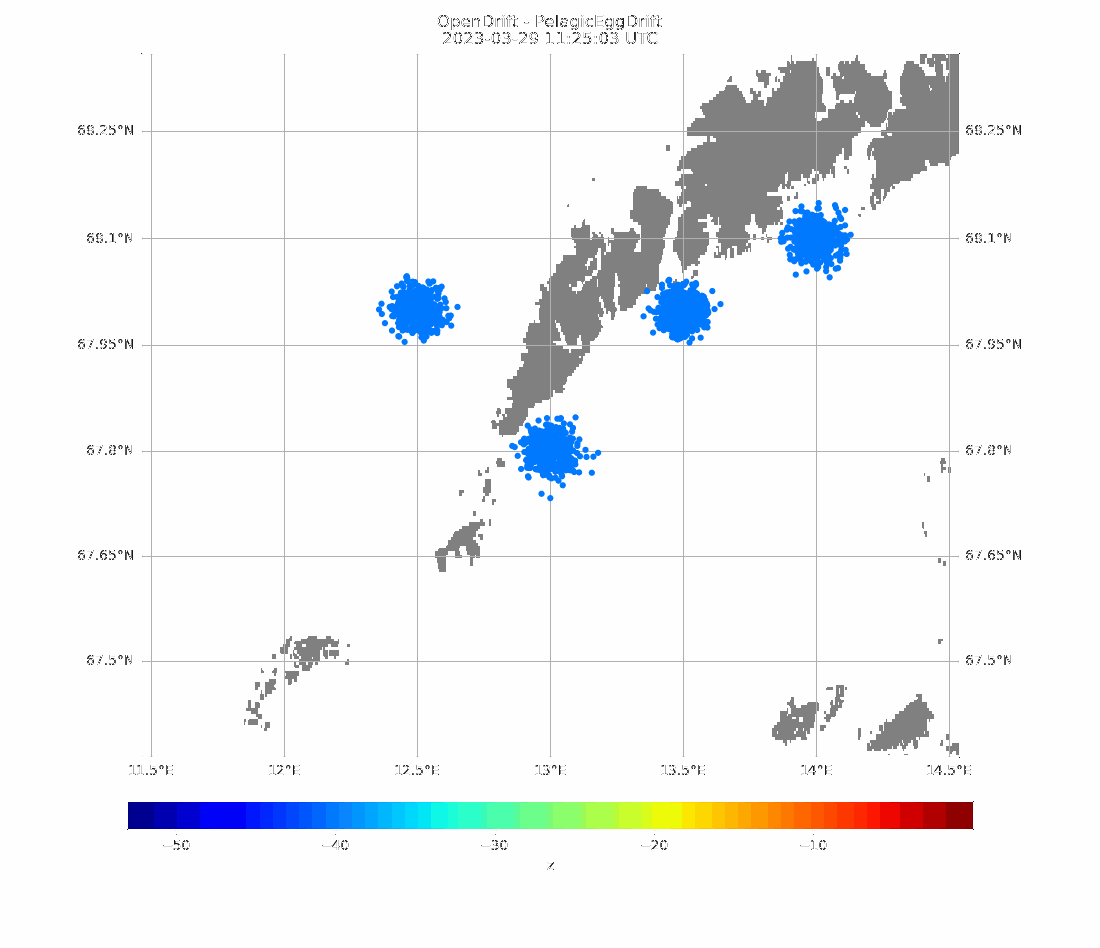 OpenDrift - PelagicEggDrift
2023-03-29 11:25:03 UTC
68.25°N 68.25°N
68.1°N 68.1°N
67.95°N 67.95°N
67.8°N 67.8°N
67.65°N 67.65°N
67.5°N 67.5°N
11.5°E 12°E 12.5°E 13°E 13.5°E 14°E 14.5°E
−50 −40 −30 −20 −10
z